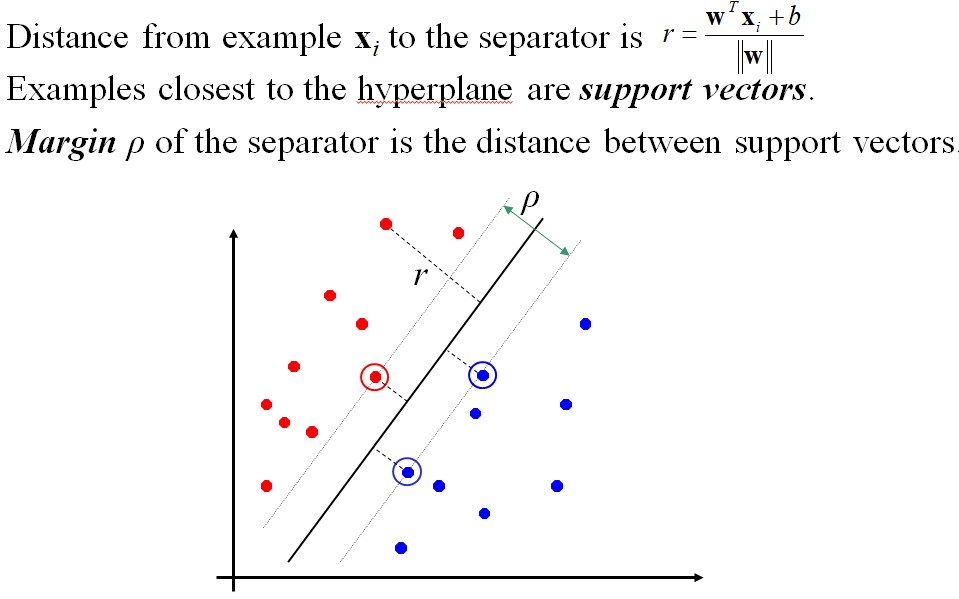 Distance from example xᵢ to the separator is r = (wᵀxᵢ + b) / ‖w‖
Examples closest to the hyperplane are support vectors.
Margin ρ of the separator is the distance between support vectors.
ρ
r